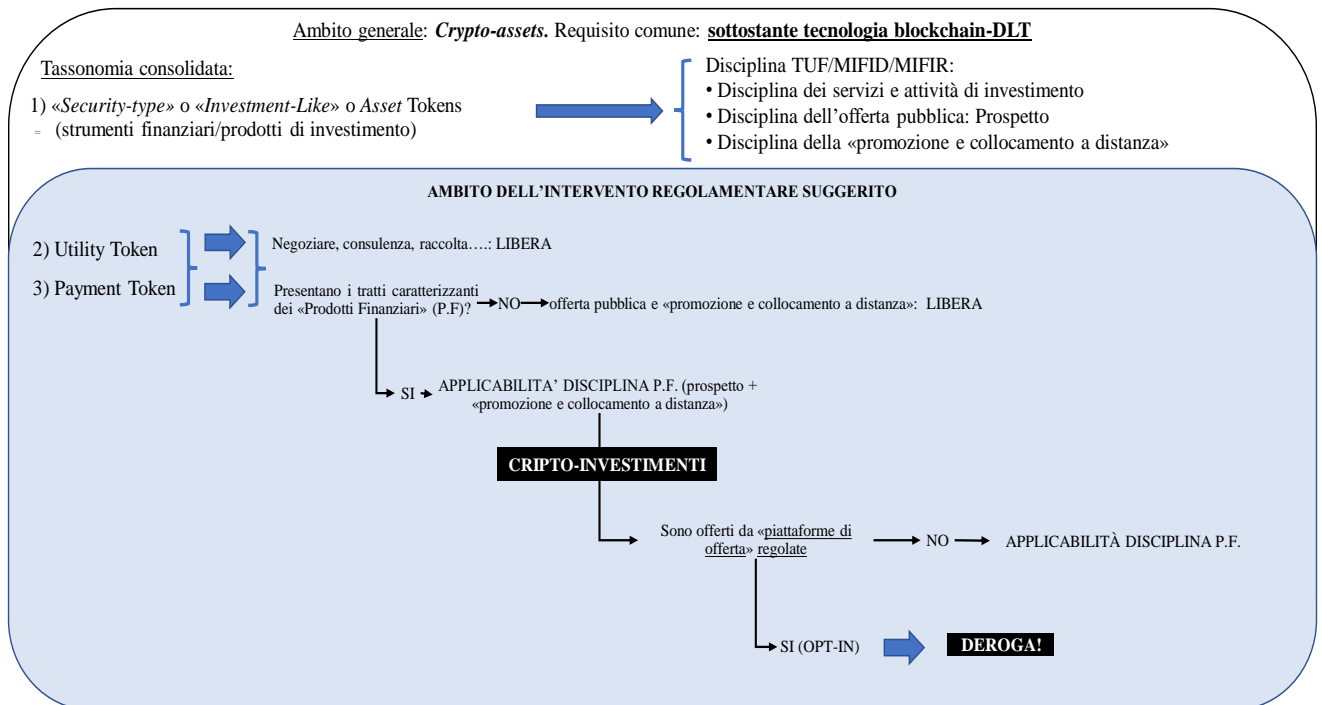 Ambito generale: Crypto-assets. Requisito comune: sottostante tecnologia blockchain-DLT
Tassonomia consolidata:
1) «Security-type» o «Investment-Like» o Asset Tokens
= (strumenti finanziari/prodotti di investimento)
Disciplina TUF/MIFID/MIFIR:
• Disciplina dei servizi e attività di investimento
• Disciplina dell’offerta pubblica: Prospetto
• Disciplina della «promozione e collocamento a distanza»
AMBITO DELL’INTERVENTO REGOLAMENTARE SUGGERITO
2) Utility Token
3) Payment Token
Negoziare, consulenza, raccolta….: LIBERA
Presentano i tratti caratterizzanti
dei «Prodotti Finanziari» (P.F)?
NO
offerta pubblica e «promozione e collocamento a distanza»: LIBERA
SI
APPLICABILITA’ DISCIPLINA P.F. (prospetto +
«promozione e collocamento a distanza»)
CRIPTO-INVESTIMENTI
Sono offerti da «piattaforme di
offerta» regolate
NO
APPLICABILITÀ DISCIPLINA P.F.
SI (OPT-IN)
DEROGA!